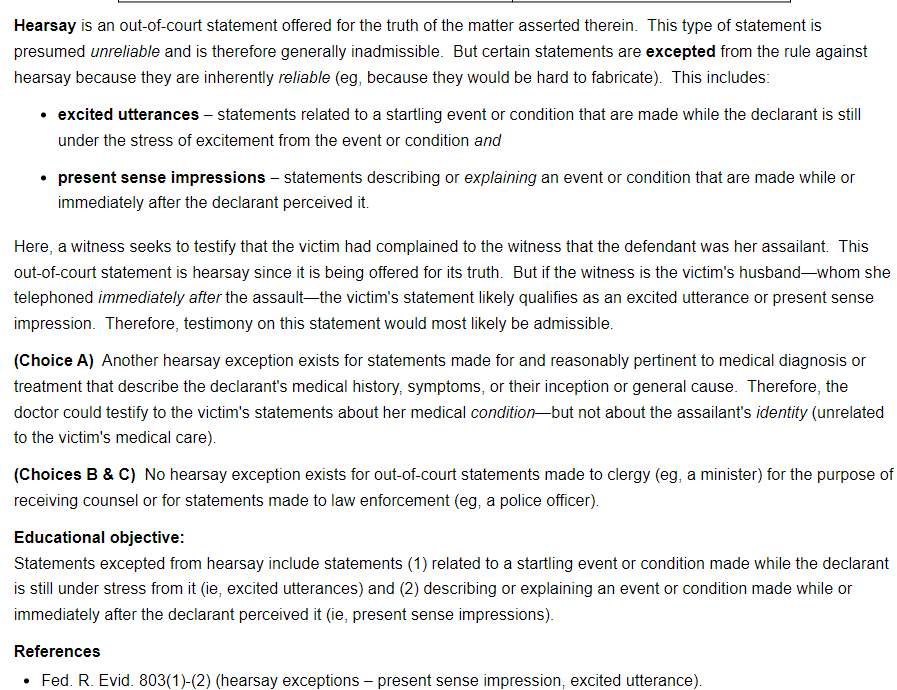 Hearsay is an out-of-court statement offered for the truth of the matter asserted therein.  This type of statement is
presumed unreliable and is therefore generally inadmissible.  But certain statements are excepted from the rule against
hearsay because they are inherently reliable (eg, because they would be hard to fabricate).  This includes:
• excited utterances – statements related to a startling event or condition that are made while the declarant is still
under the stress of excitement from the event or condition and
• present sense impressions – statements describing or explaining an event or condition that are made while or
immediately after the declarant perceived it.
Here, a witness seeks to testify that the victim had complained to the witness that the defendant was her assailant.  This
out-of-court statement is hearsay since it is being offered for its truth.  But if the witness is the victim's husband—whom she
telephoned immediately after the assault—the victim's statement likely qualifies as an excited utterance or present sense
impression.  Therefore, testimony on this statement would most likely be admissible.
(Choice A)  Another hearsay exception exists for statements made for and reasonably pertinent to medical diagnosis or
treatment that describe the declarant's medical history, symptoms, or their inception or general cause.  Therefore, the
doctor could testify to the victim's statements about her medical condition—but not about the assailant's identity (unrelated
to the victim's medical care).
(Choices B & C)  No hearsay exception exists for out-of-court statements made to clergy (eg, a minister) for the purpose of
receiving counsel or for statements made to law enforcement (eg, a police officer).
Educational objective:
Statements excepted from hearsay include statements (1) related to a startling event or condition made while the declarant
is still under stress from it (ie, excited utterances) and (2) describing or explaining an event or condition made while or
immediately after the declarant perceived it (ie, present sense impressions).
References
• Fed. R. Evid. 803(1)-(2) (hearsay exceptions – present sense impression, excited utterance).